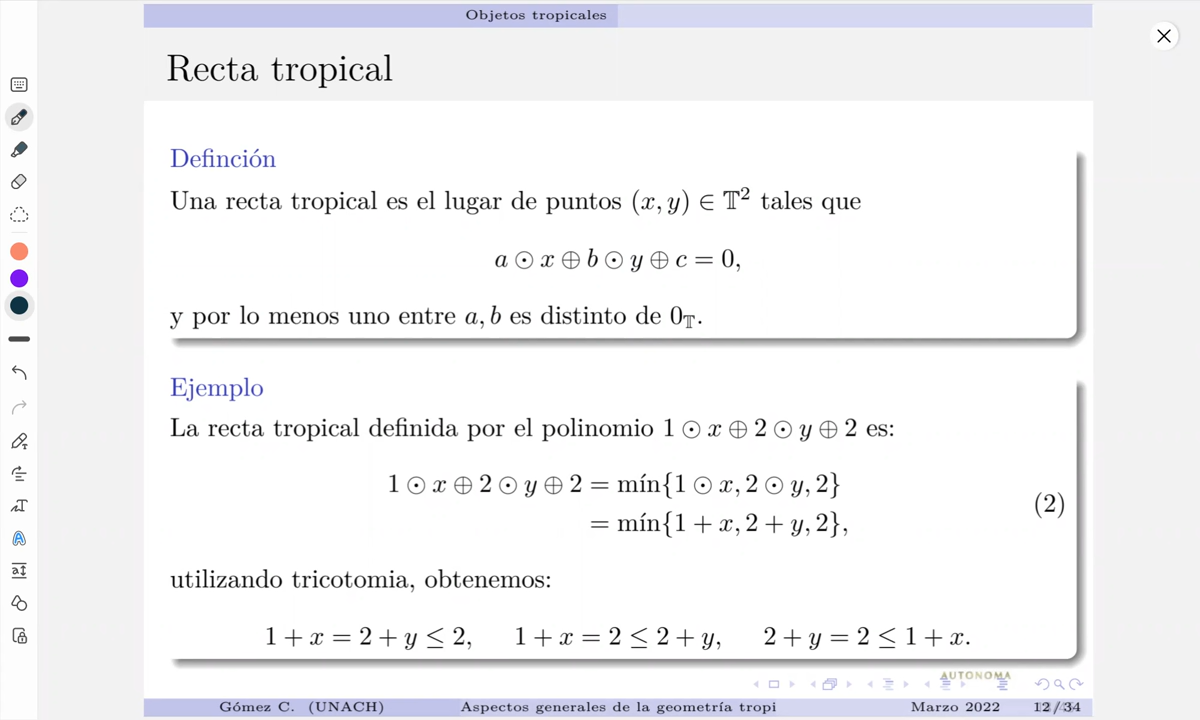 Objetos tropicales
Recta tropical
Definción
Una recta tropical es el lugar de puntos (x, y) ∈ 𝕋² tales que
a ⊙ x ⊕ b ⊙ y ⊕ c = 0,
y por lo menos uno entre a, b es distinto de 0_𝕋.
Ejemplo
La recta tropical definida por el polinomio 1 ⊙ x ⊕ 2 ⊙ y ⊕ 2 es:
1 ⊙ x ⊕ 2 ⊙ y ⊕ 2 = mín{1 ⊙ x, 2 ⊙ y, 2}
= mín{1 + x, 2 + y, 2},
(2)
utilizando tricotomia, obtenemos:
1 + x = 2 + y ≤ 2, 1 + x = 2 ≤ 2 + y, 2 + y = 2 ≤ 1 + x.
AUTONOMA
Gómez C. (UNACH) Aspectos generales de la geometría tropi Marzo 2022 12/34